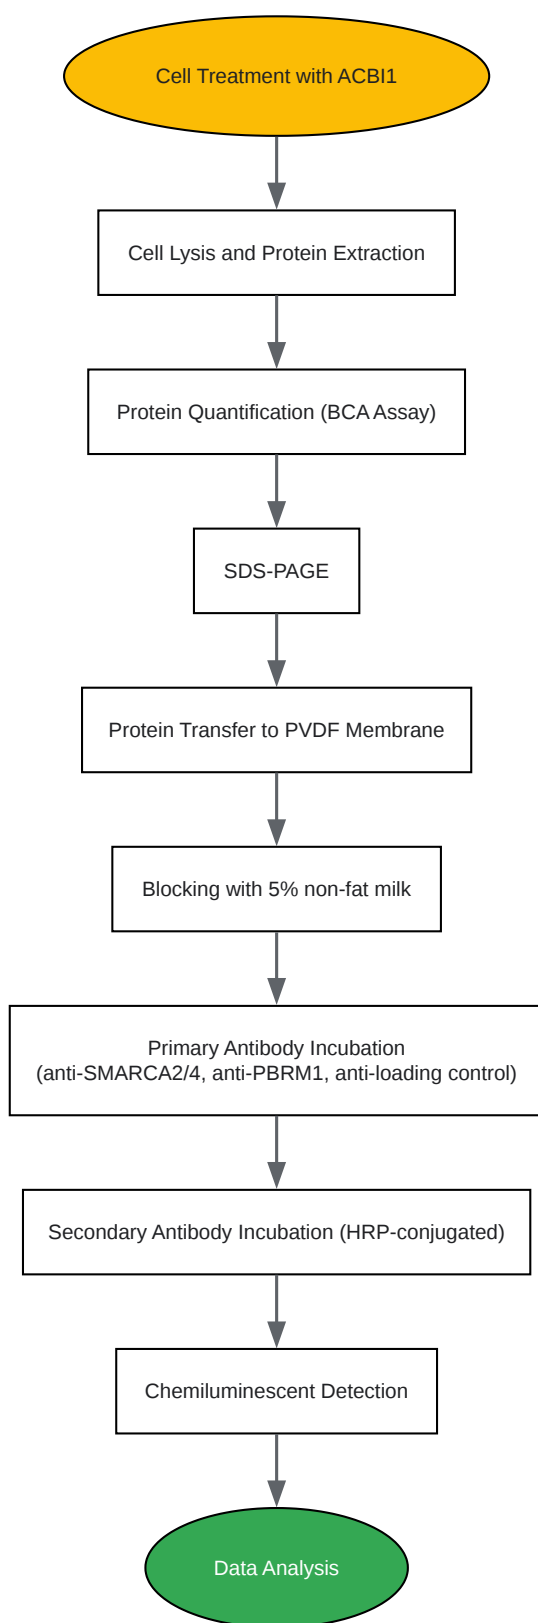 Cell Treatment with ACBI1
Cell Lysis and Protein Extraction
Protein Quantification (BCA Assay)
SDS-PAGE
Protein Transfer to PVDF Membrane
Blocking with 5% non-fat milk
Primary Antibody Incubation
(anti-SMARCA2/4, anti-PBRM1, anti-loading control)
Secondary Antibody Incubation (HRP-conjugated)
Chemiluminescent Detection
Data Analysis